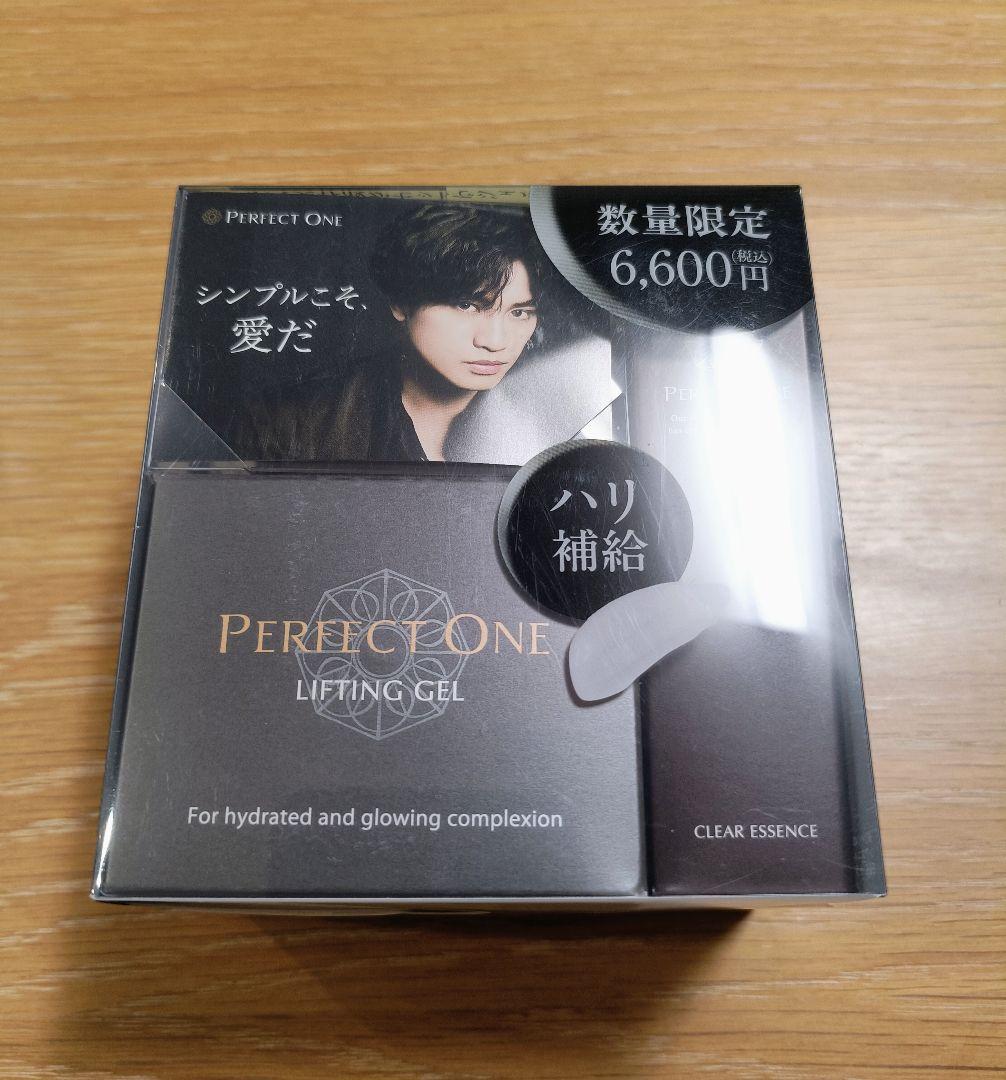 PERFECT ONE
シンプルこそ、
愛だ
数量限定
6,600円
(税込)
ハリ
補給
PERFECT ONE
LIFTING GEL
For hydrated and glowing complexion
CLEAR ESSENCE